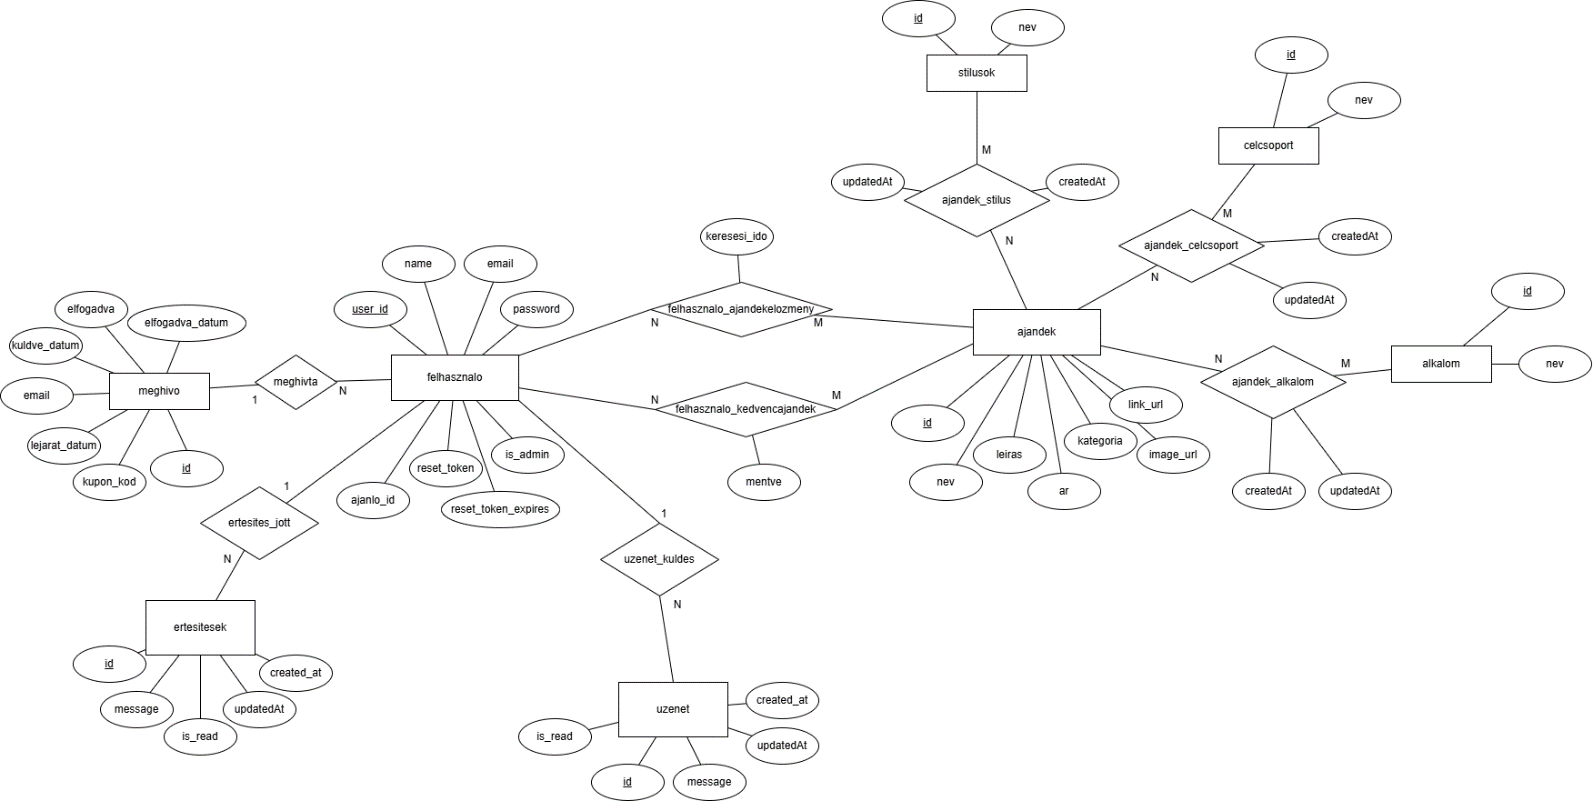 id
nev
stilusok
id
nev
celcsoport
M
updatedAt
createdAt
ajandek_stilus
M
N
keresesi_ido
ajandek_celcsoport
createdAt
N
updatedAt
name
email
user_id
password
elfogadva
elfogadva_datum
kuldve_datum
felhasznalo_ajandekelozmeny
N
M
ajandek
id
meghivo
meghivta
felhasznalo
1
N
email
lejarat_datum
kupon_kod
id
N
M
felhasznalo_kedvencajandek
N
M
alkalom
nev
ajandek_alkalom
link_url
id
kategoria
image_url
leiras
nev
ar
createdAt
updatedAt
mentve
is_admin
reset_token
ajanlo_id
reset_token_expires
1
ertesites_jott
N
1
uzenet_kuldes
N
ertesitesek
id
created_at
message
updatedAt
is_read
uzenet
created_at
is_read
updatedAt
id
message